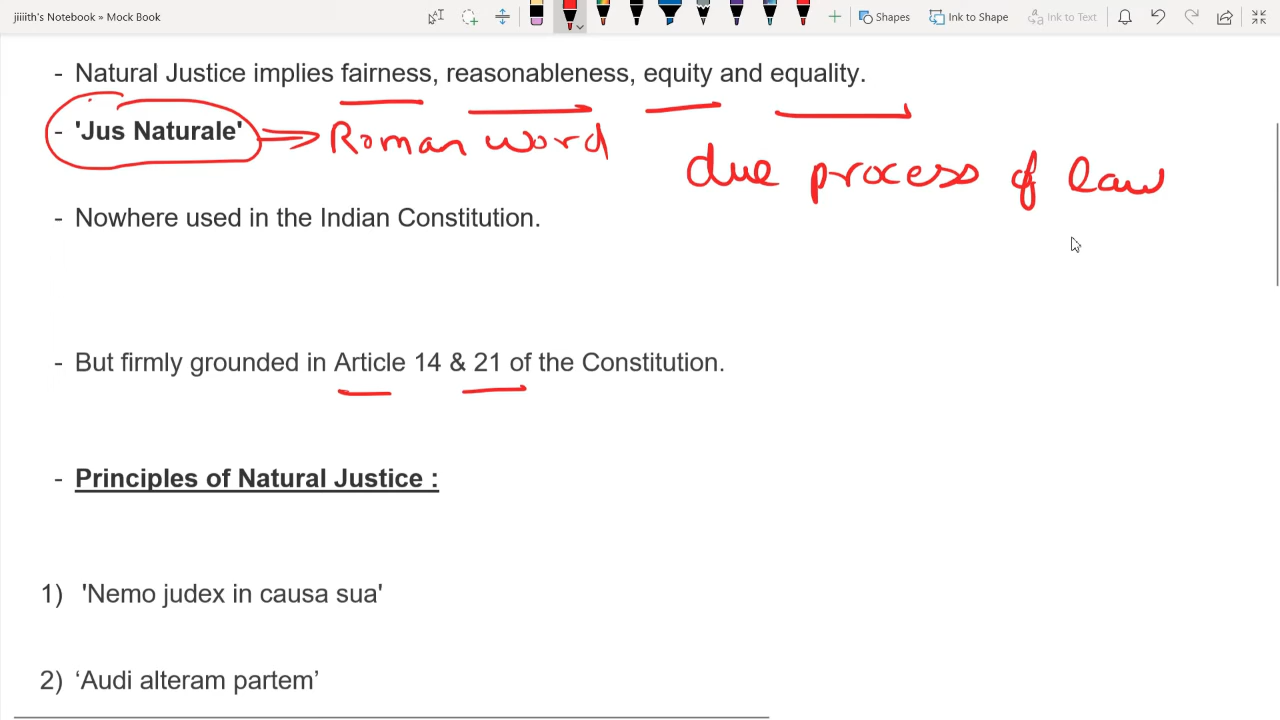 jiiiith's Notebook » Mock Book
Shapes Ink to Shape Ink to Text
- Natural Justice implies fairness, reasonableness, equity and equality.
- 'Jus Naturale' Roman word
due process of law
- Nowhere used in the Indian Constitution.
- But firmly grounded in Article 14 & 21 of the Constitution.
- Principles of Natural Justice :
1) 'Nemo judex in causa sua'
2) ‘Audi alteram partem’